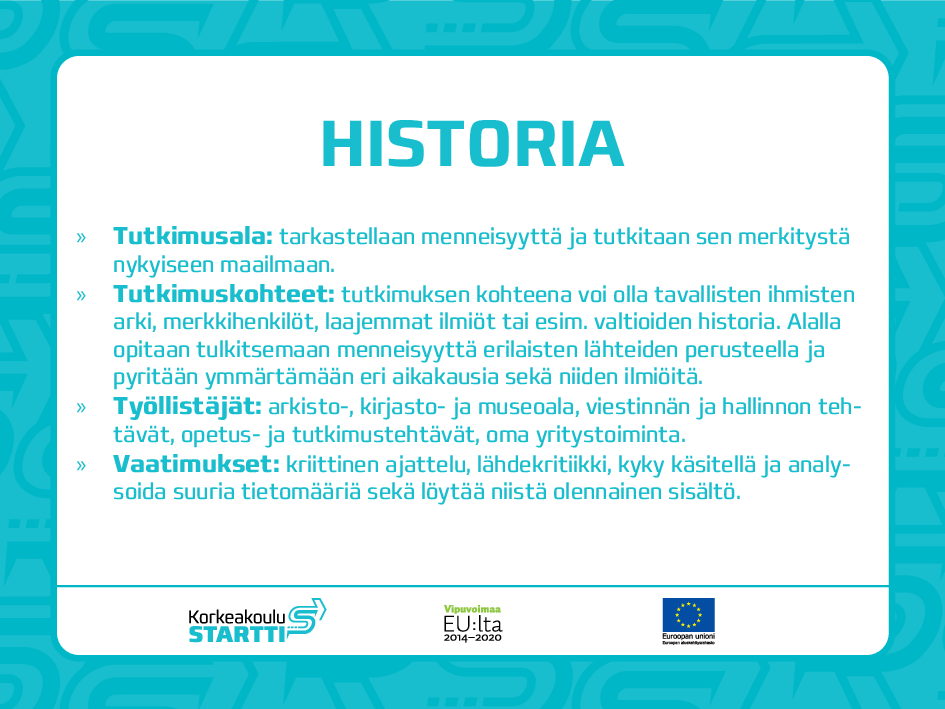 HISTORIA
» Tutkimusala: tarkastellaan menneisyyttä ja tutkitaan sen merkitystä
nykyiseen maailmaan.
» Tutkimuskohteet: tutkimuksen kohteena voi olla tavallisten ihmisten
arki, merkkihenkilöt, laajemmat ilmiöt tai esim. valtioiden historia. Alalla
opitaan tulkitsemaan menneisyyttä erilaisten lähteiden perusteella ja
pyritään ymmärtämään eri aikakausia sekä niiden ilmiöitä.
» Työllistäjät: arkisto-, kirjasto- ja museoala, viestinnän ja hallinnon teh-
tävät, opetus- ja tutkimustehtävät, oma yritystoiminta.
» Vaatimukset: kriittinen ajattelu, lähdekritiikki, kyky käsitellä ja analy-
soida suuria tietomääriä sekä löytää niistä olennainen sisältö.
Korkeakoulu
STARTTI
Vipuvoimaa
EU:lta
2014–2020
Euroopan unioni
Euroopan aluekehitysrahasto